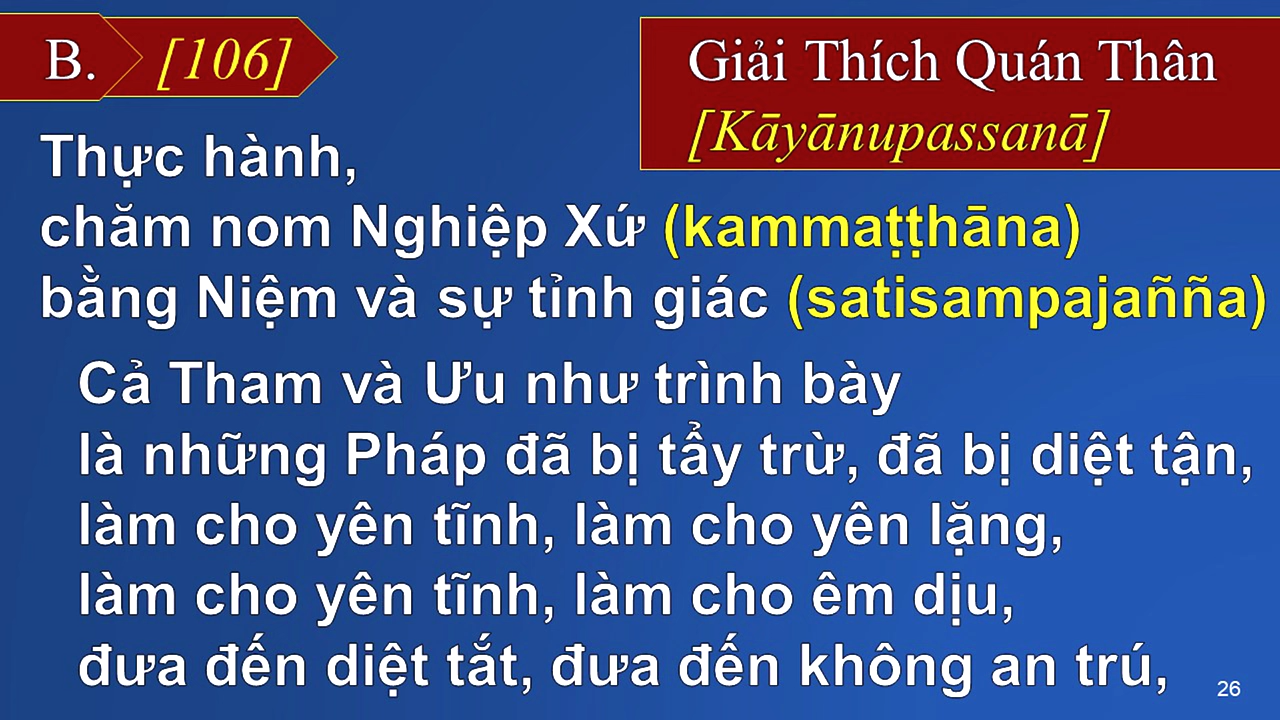 B. [106]
Giải Thích Quán Thân
[Kāyānupassanā]
Thực hành,
chăm nom Nghiệp Xứ (kammaṭṭhāna)
bằng Niệm và sự tỉnh giác (satisampajañña)
Cả Tham và Ưu như trình bày
là những Pháp đã bị tẩy trừ, đã bị diệt tận,
làm cho yên tĩnh, làm cho yên lặng,
làm cho yên tĩnh, làm cho êm dịu,
đưa đến diệt tắt, đưa đến không an trú,
26